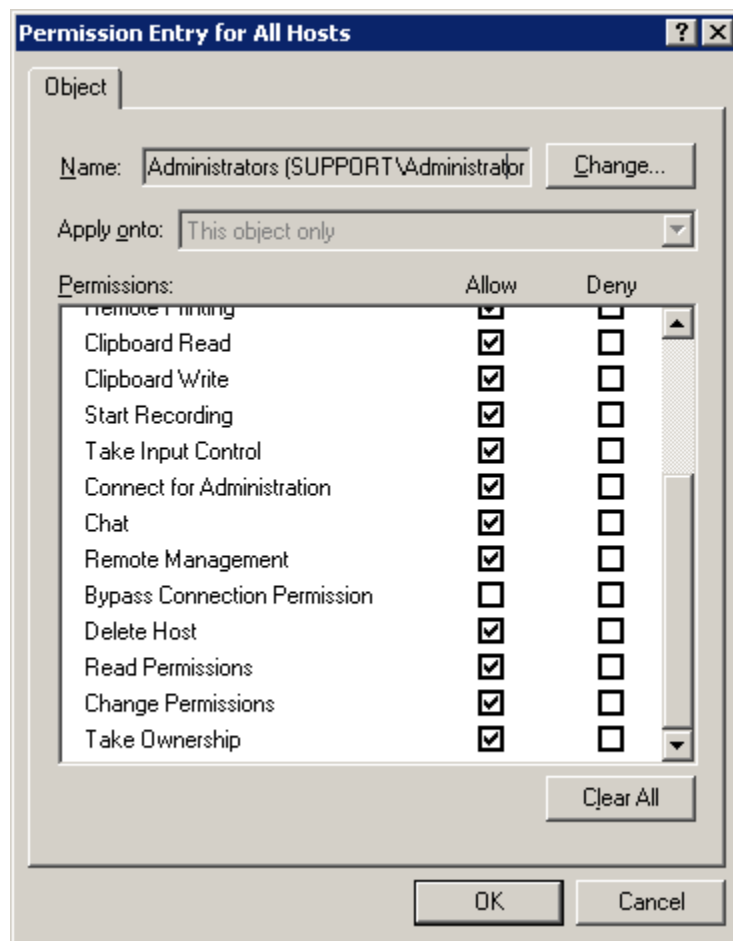 Permission Entry for All Hosts
Object
Name: Administrators (SUPPORT\Administrator Change...
Apply onto: This object only
Permissions: Allow Deny
Remote Printing
Clipboard Read
Clipboard Write
Start Recording
Take Input Control
Connect for Administration
Chat
Remote Management
Bypass Connection Permission
Delete Host
Read Permissions
Change Permissions
Take Ownership
Clear All
OK Cancel